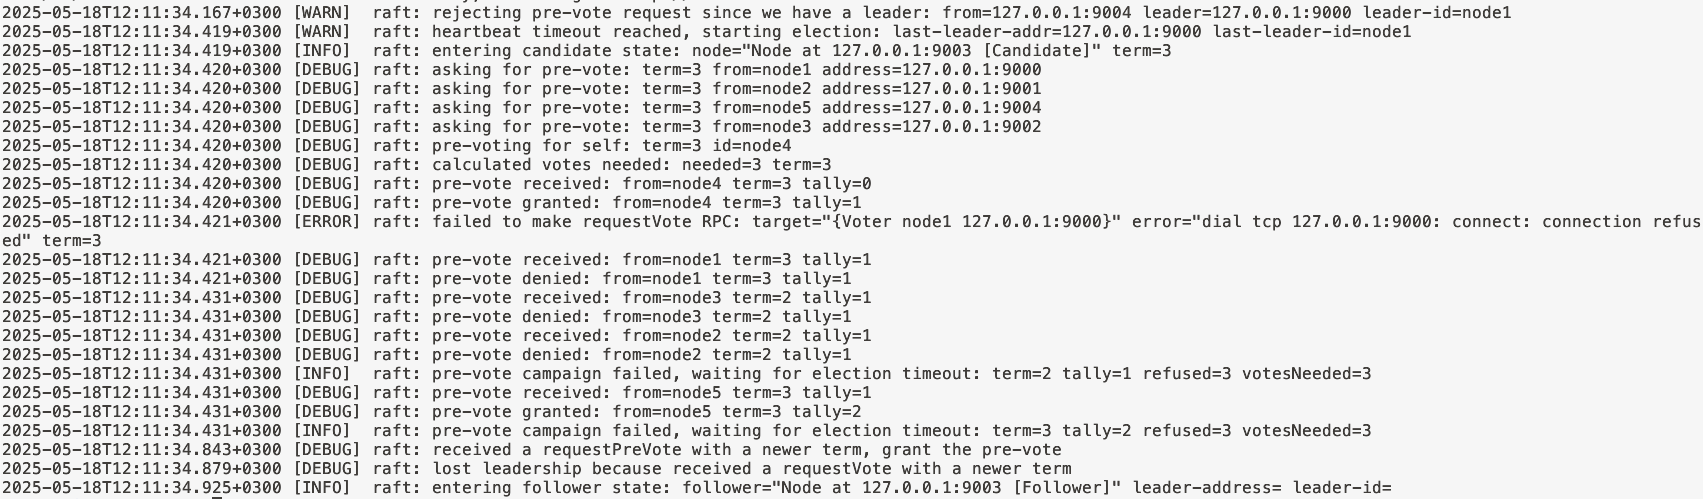 2025-05-18T12:11:34.167+0300 [WARN]  raft: rejecting pre-vote request since we have a leader: from=127.0.0.1:9004 leader=127.0.0.1:9000 leader-id=node1
2025-05-18T12:11:34.419+0300 [WARN]  raft: heartbeat timeout reached, starting election: last-leader-addr=127.0.0.1:9000 last-leader-id=node1
2025-05-18T12:11:34.419+0300 [INFO]  raft: entering candidate state: node="Node at 127.0.0.1:9003 [Candidate]" term=3
2025-05-18T12:11:34.420+0300 [DEBUG] raft: asking for pre-vote: term=3 from=node1 address=127.0.0.1:9000
2025-05-18T12:11:34.420+0300 [DEBUG] raft: asking for pre-vote: term=3 from=node2 address=127.0.0.1:9001
2025-05-18T12:11:34.420+0300 [DEBUG] raft: asking for pre-vote: term=3 from=node5 address=127.0.0.1:9004
2025-05-18T12:11:34.420+0300 [DEBUG] raft: asking for pre-vote: term=3 from=node3 address=127.0.0.1:9002
2025-05-18T12:11:34.420+0300 [DEBUG] raft: pre-voting for self: term=3 id=node4
2025-05-18T12:11:34.420+0300 [DEBUG] raft: calculated votes needed: needed=3 term=3
2025-05-18T12:11:34.420+0300 [DEBUG] raft: pre-vote received: from=node4 term=3 tally=0
2025-05-18T12:11:34.420+0300 [DEBUG] raft: pre-vote granted: from=node4 term=3 tally=1
2025-05-18T12:11:34.421+0300 [ERROR] raft: failed to make requestVote RPC: target="{Voter node1 127.0.0.1:9000}" error="dial tcp 127.0.0.1:9000: connect: connection refus
ed" term=3
2025-05-18T12:11:34.421+0300 [DEBUG] raft: pre-vote received: from=node1 term=3 tally=1
2025-05-18T12:11:34.421+0300 [DEBUG] raft: pre-vote denied: from=node1 term=3 tally=1
2025-05-18T12:11:34.431+0300 [DEBUG] raft: pre-vote received: from=node3 term=2 tally=1
2025-05-18T12:11:34.431+0300 [DEBUG] raft: pre-vote denied: from=node3 term=2 tally=1
2025-05-18T12:11:34.431+0300 [DEBUG] raft: pre-vote received: from=node2 term=2 tally=1
2025-05-18T12:11:34.431+0300 [DEBUG] raft: pre-vote denied: from=node2 term=2 tally=1
2025-05-18T12:11:34.431+0300 [INFO]  raft: pre-vote campaign failed, waiting for election timeout: term=2 tally=1 refused=3 votesNeeded=3
2025-05-18T12:11:34.431+0300 [DEBUG] raft: pre-vote received: from=node5 term=3 tally=1
2025-05-18T12:11:34.431+0300 [DEBUG] raft: pre-vote granted: from=node5 term=3 tally=2
2025-05-18T12:11:34.431+0300 [INFO]  raft: pre-vote campaign failed, waiting for election timeout: term=3 tally=2 refused=3 votesNeeded=3
2025-05-18T12:11:34.843+0300 [DEBUG] raft: received a requestPreVote with a newer term, grant the pre-vote
2025-05-18T12:11:34.879+0300 [DEBUG] raft: lost leadership because received a requestVote with a newer term
2025-05-18T12:11:34.925+0300 [INFO]  raft: entering follower state: follower="Node at 127.0.0.1:9003 [Follower]" leader-address= leader-id=